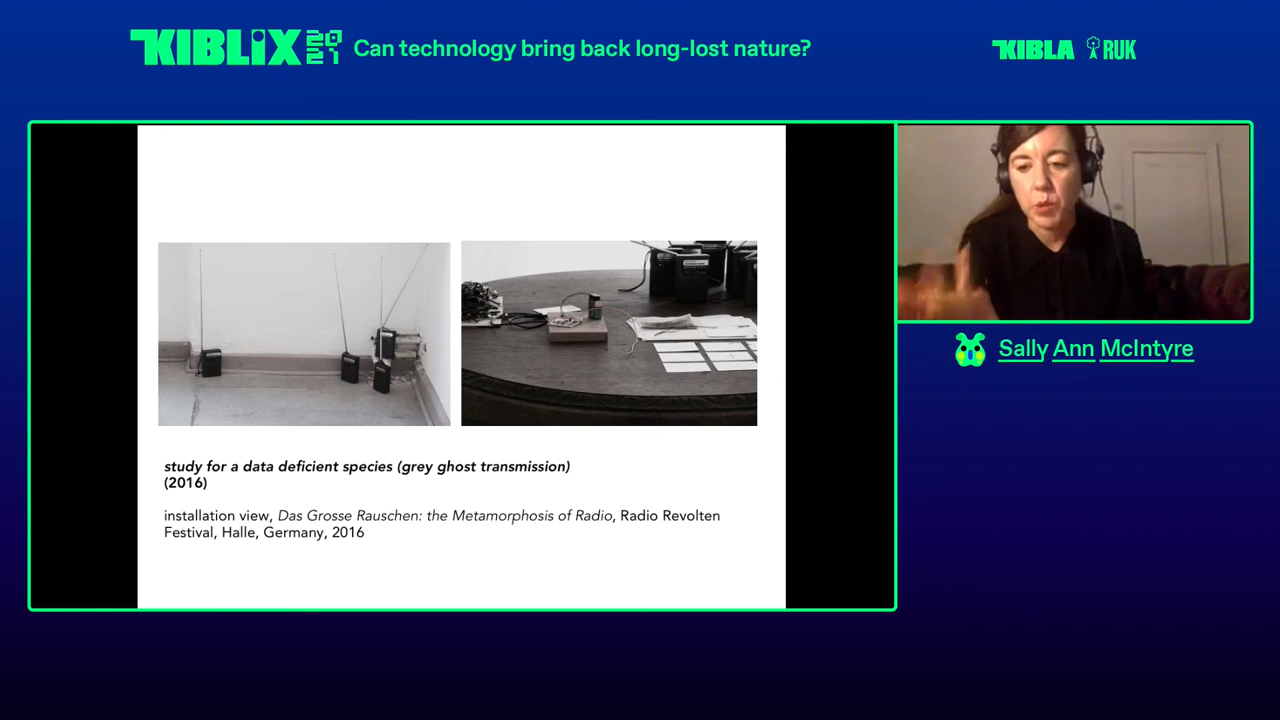 KIBLIX 2021
Can technology bring back long-lost nature?
KIBLA RUK
Sally Ann McIntyre
study for a data deficient species (grey ghost transmission)
(2016)
installation view, Das Grosse Rauschen: the Metamorphosis of Radio, Radio Revolten
Festival, Halle, Germany, 2016